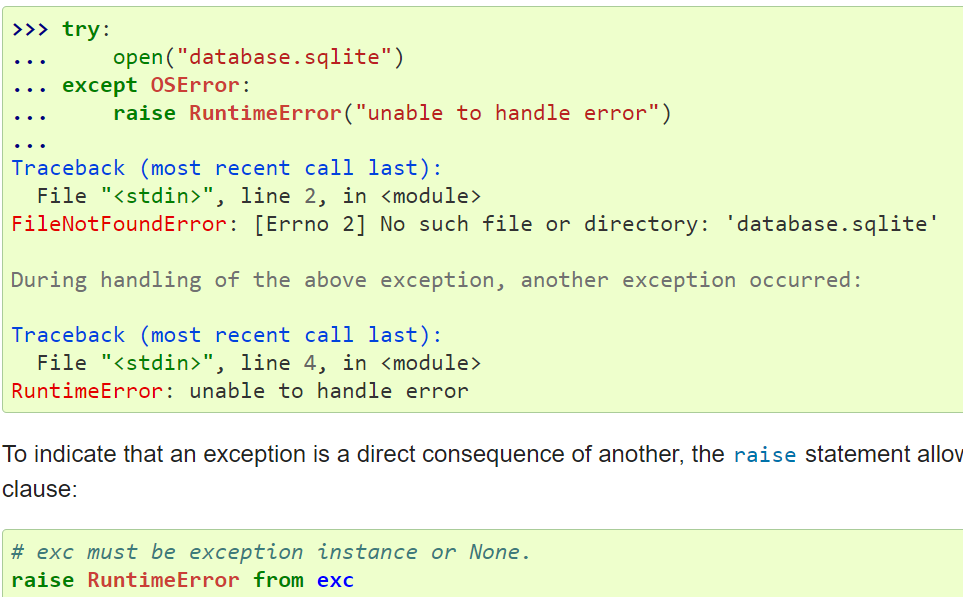 >>> try:
...     open("database.sqlite")
... except OSError:
...     raise RuntimeError("unable to handle error")
...
Traceback (most recent call last):
  File "<stdin>", line 2, in <module>
FileNotFoundError: [Errno 2] No such file or directory: 'database.sqlite'
During handling of the above exception, another exception occurred:
Traceback (most recent call last):
  File "<stdin>", line 4, in <module>
RuntimeError: unable to handle error
To indicate that an exception is a direct consequence of another, the raise statement
clause:
# exc must be exception instance or None.
raise RuntimeError from exc